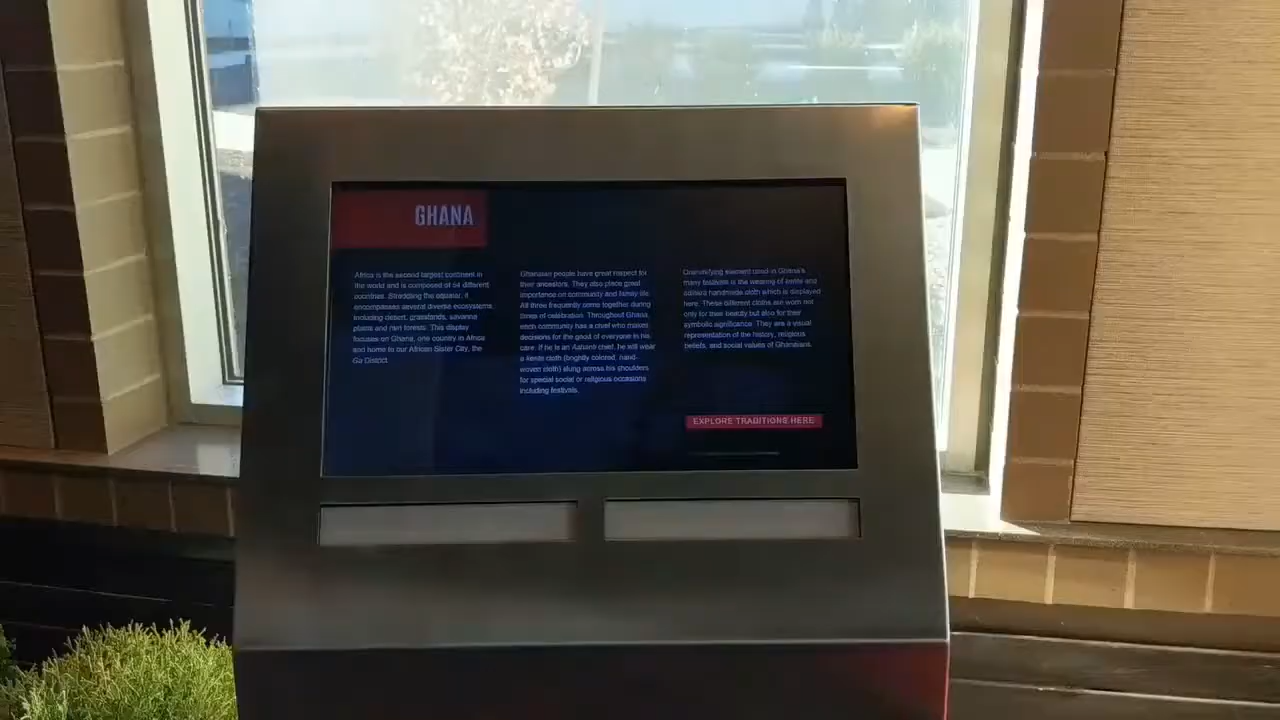 GHANA
Africa is the second largest continent in
the world and is composed of 54 different
countries. Straddling the equator, it
encompasses several diverse ecosystems
including desert, grasslands, savanna
plains and rain forests. This display
focuses on Ghana, one country in Africa
and home to our African Sister City, the
Ga District.
Ghanaian people have great respect for
their ancestors. They also place great
importance on community and family life.
All three frequently come together during
times of celebration. Throughout Ghana,
each community has a chief who makes
decisions for the good of everyone in his
care. If he is an Asante chief, he will wear
a kente cloth (brightly colored, hand-
woven cloth) slung across his shoulders
for special social or religious occasions
including festivals.
One unifying element used in Ghana's
many festivals is the wearing of kente and
adinkra handmade cloth which is displayed
here. These different cloths are worn not
only for their beauty but also for their
symbolic significance. They are a visual
representation of the history, religious
beliefs, and social values of Ghanaians.
EXPLORE TRADITIONS HERE